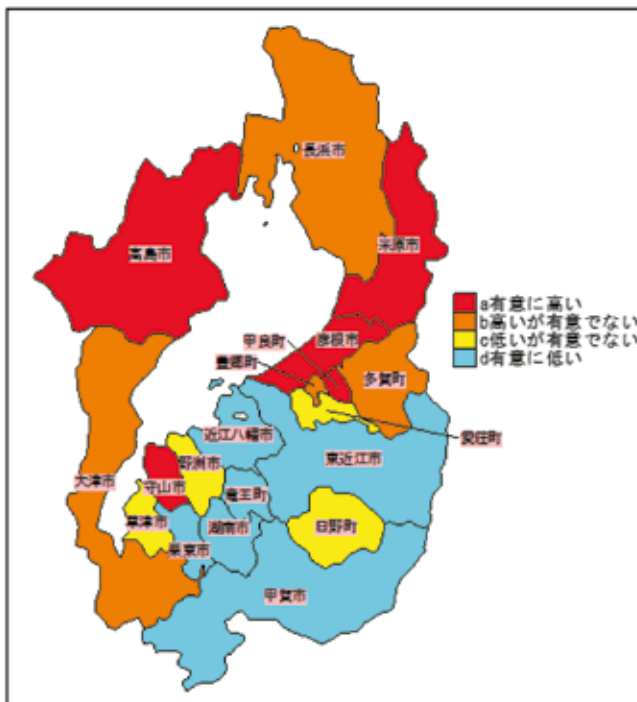 長浜市
米原市
高島市
a有意に高い
b高いが有意でない
c低いが有意でない
d有意に低い
彦根市
甲良町
豊郷町
多賀町
愛荘町
近江八幡市
東近江市
野洲市
大津市
守山市
竜王町
草津市
湖南市
日野町
栗東市
甲賀市